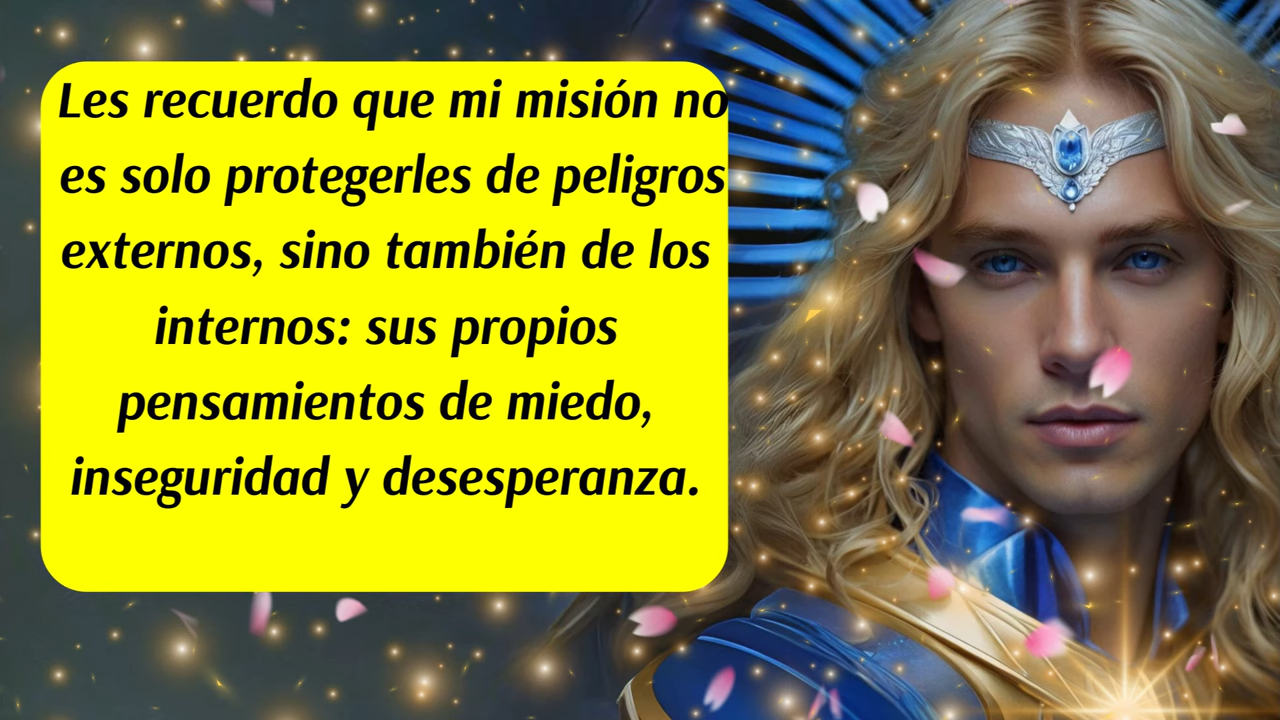 Les recuerdo que mi misión no
es solo protegerles de peligros
externos, sino también de los
internos: sus propios
pensamientos de miedo,
inseguridad y desesperanza.